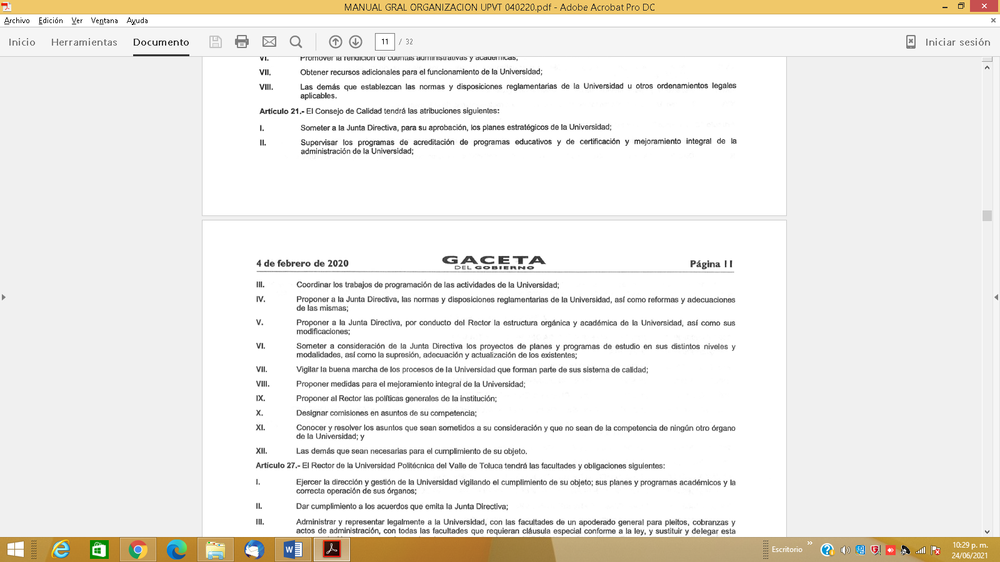 MANUAL GRAL ORGANIZACION UPVT 040220.pdf - Adobe Acrobat Pro DC
Archivo Edición Ver Ventana Ayuda
Inicio Herramientas Documento 11 / 32 Iniciar sesión
VI. Promover la rendición de cuentas administrativas y académicas;
VII. Obtener recursos adicionales para el funcionamiento de la Universidad;
VIII. Las demás que establezcan las normas y disposiciones reglamentarias de la Universidad u otros ordenamientos legales
aplicables.
Artículo 21.- El Consejo de Calidad tendrá las atribuciones siguientes:
I. Someter a la Junta Directiva, para su aprobación, los planes estratégicos de la Universidad;
II. Supervisar los programas de acreditación de programas educativos y de certificación y mejoramiento integral de la
administración de la Universidad;
4 de febrero de 2020 GACETA DEL GOBIERNO Página 11
III. Coordinar los trabajos de programación de las actividades de la Universidad;
IV. Proponer a la Junta Directiva, las normas y disposiciones reglamentarias de la Universidad, así como reformas y adecuaciones
de las mismas;
V. Proponer a la Junta Directiva, por conducto del Rector la estructura orgánica y académica de la Universidad, así como sus
modificaciones;
VI. Someter a consideración de la Junta Directiva los proyectos de planes y programas de estudio en sus distintos niveles y
modalidades, así como la supresión, adecuación y actualización de los existentes;
VII. Vigilar la buena marcha de los procesos de la Universidad que forman parte de sus sistema de calidad;
VIII. Proponer medidas para el mejoramiento integral de la Universidad;
IX. Proponer al Rector las políticas generales de la institución;
X. Designar comisiones en asuntos de su competencia;
XI. Conocer y resolver los asuntos que sean sometidos a su consideración y que no sean de la competencia de ningún otro órgano
de la Universidad; y
XII. Las demás que sean necesarias para el cumplimiento de su objeto.
Artículo 27.- El Rector de la Universidad Politécnica del Valle de Toluca tendrá las facultades y obligaciones siguientes:
I. Ejercer la dirección y gestión de la Universidad vigilando el cumplimiento de su objeto; sus planes y programas académicos y la
correcta operación de sus órganos;
II. Dar cumplimiento a los acuerdos que emita la Junta Directiva;
III. Administrar y representar legalmente a la Universidad, con las facultades de un apoderado general para pleitos, cobranzas y
actos de administración, con todas las facultades que requieran cláusula especial conforme a la ley, y sustituir y delegar esta
Escritorio
10:29 p. m.
24/06/2021